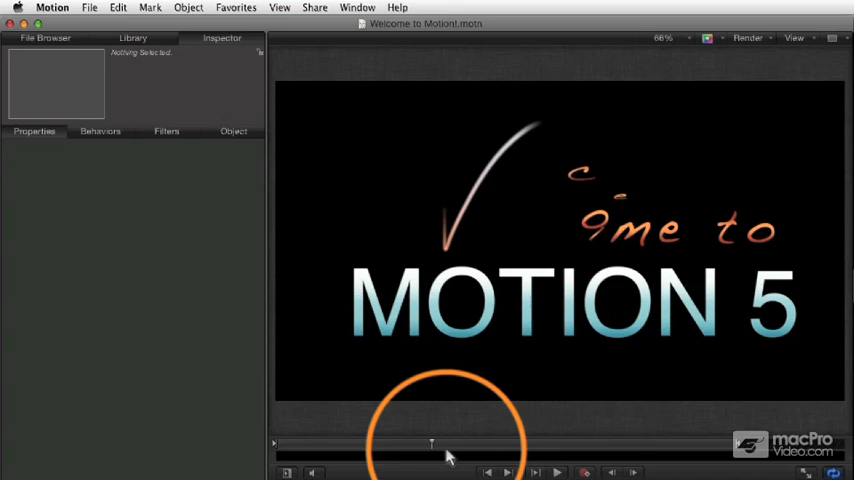 Motion File Edit Mark Object Favorites View Share Window Help
Welcome to Motion!.motn
File Browser Library Inspector 66% Render View
Nothing Selected.
Properties Behaviors Filters Object
c
e
me to
MOTION 5
macPro
Video.com